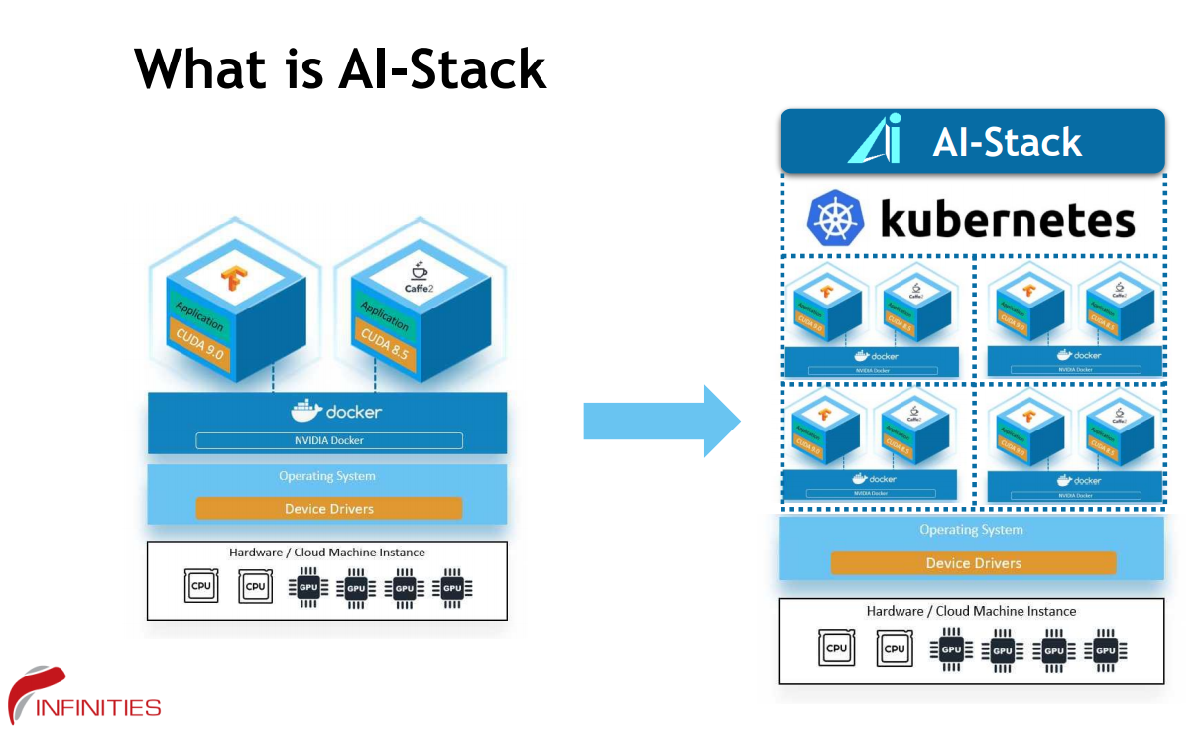 What is AI-Stack
Application
CUDA 9.0
Caffe2
Application
CUDA 8.5
docker
NVIDIA Docker
Operating System
Device Drivers
Hardware / Cloud Machine Instance
CPU
CPU
GPU
GPU
GPU
GPU
Ai AI-Stack
kubernetes
Application
CUDA 9.0
Caffe2
Application
CUDA 8.5
docker
NVIDIA Docker
Application
CUDA 9.0
Caffe2
Application
CUDA 8.5
docker
NVIDIA Docker
Application
CUDA 9.0
Caffe2
Application
CUDA 8.5
docker
NVIDIA Docker
Application
CUDA 9.0
Caffe2
Application
CUDA 8.5
docker
NVIDIA Docker
Operating System
Device Drivers
Hardware / Cloud Machine Instance
CPU
CPU
GPU
GPU
GPU
GPU
INFINITIES